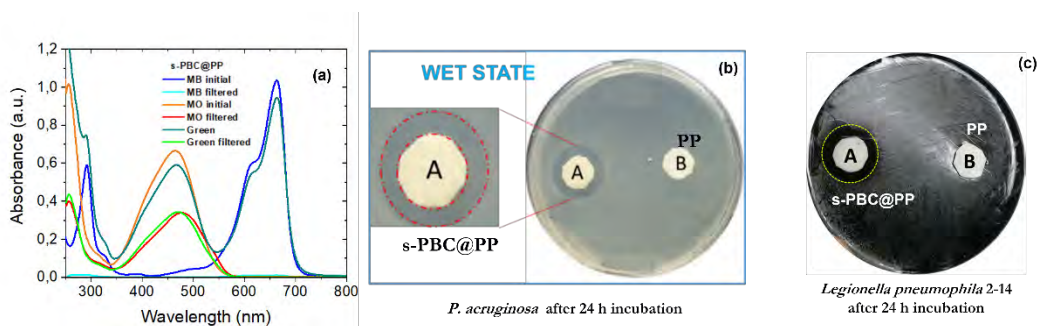 1,2
1,0
0,8
0,6
0,4
0,2
0,0
Absorbance (a.u.)
s-PBC@PP
MB initial
MB filtered
MO initial
MO filtered
Green
Green filtered
(a)
300 400 500 600 700 800
Wavelength (nm)
WET STATE
(b)
A
s-PBC@PP
A
PP
B
P. acruginosa after 24 h incubation
(c)
A
s-PBC@PP
PP
B
Legionella pneumophila 2-14
after 24 h incubation